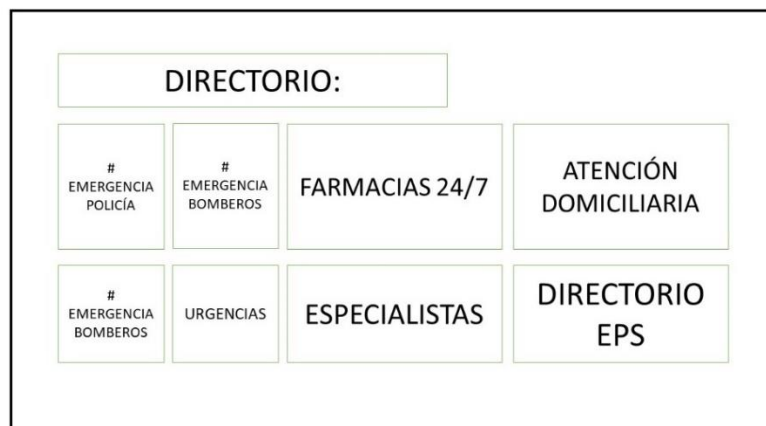 DIRECTORIO:
#
EMERGENCIA
POLICÍA
#
EMERGENCIA
BOMBEROS
FARMACIAS 24/7
ATENCIÓN
DOMICILIARIA
#
EMERGENCIA
BOMBEROS
URGENCIAS
ESPECIALISTAS
DIRECTORIO
EPS